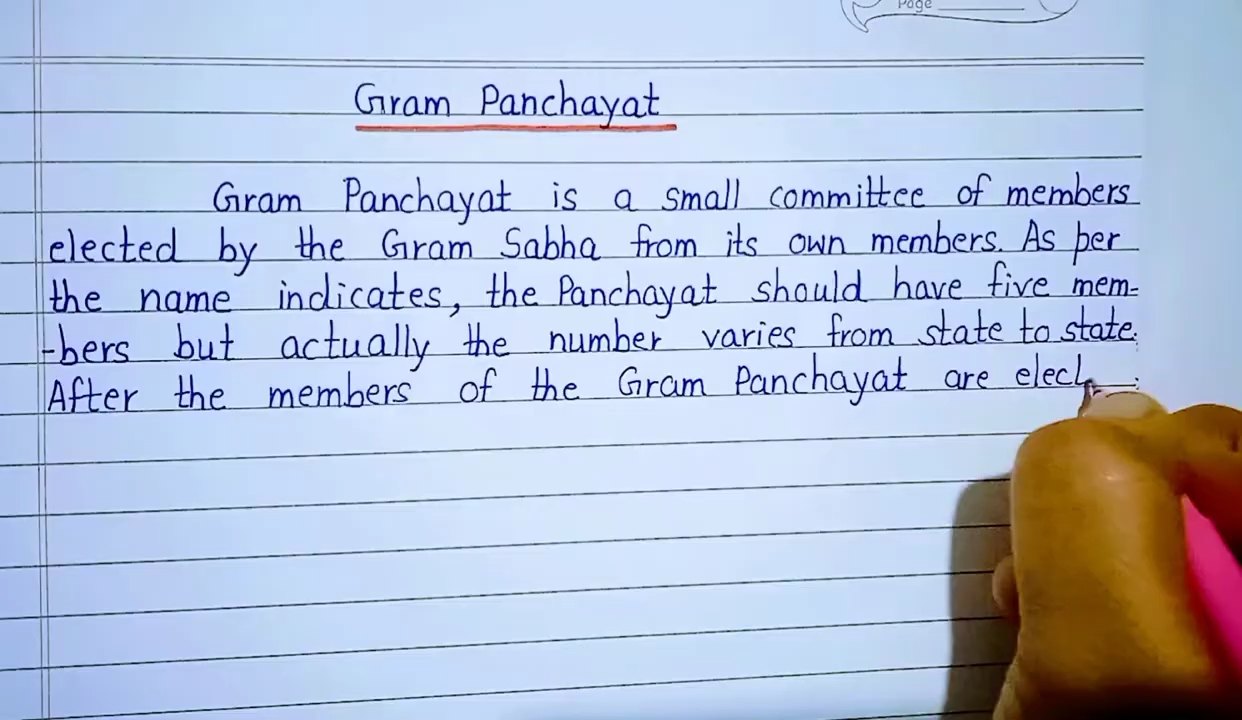 Page
Gram Panchayat
Gram Panchayat is a small committee of members
elected by the Gram Sabha from its own members. As per
the name indicates, the Panchayat should have five mem-
-bers but actually the number varies from state to state.
After the members of the Gram Panchayat are elec